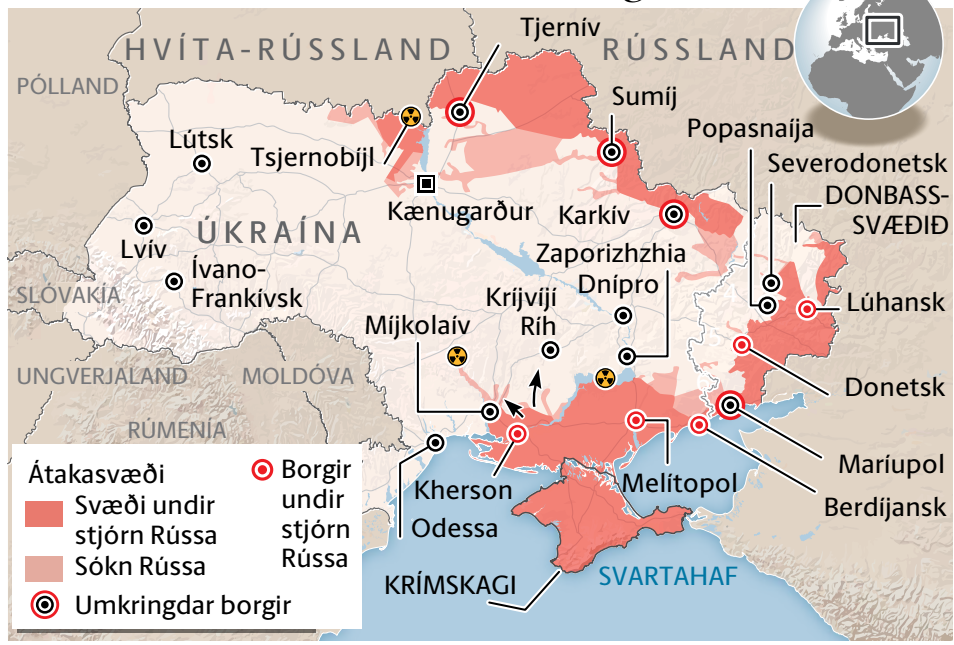 HVÍTA-RÚSSLAND
Tjernív
RÚSSLAND
PÓLLAND
Sumíj
Popasnaíja
Lútsk
Tsjernobíjl
Severodonetsk
DONBASS-
SVÆÐIÐ
Kænugarður
Karkív
Lvív
ÚKRAÍNA
Zaporizhzhia
Dnípro
Ívano-
Frankívsk
SLÓVAKÍA
Kríjvíjí
Ríh
Lúhansk
Míjkolaív
UNGVERJALAND
MOLDÓVA
Donetsk
RÚMENÍA
Maríupol
Kherson
Melítopol
Berdíjansk
Odessa
KRÍMSKAGI
SVARTAHAF
Átakasvæði
Svæði undir
stjórn Rússa
Sókn Rússa
Umkringdar borgir
Borgir
undir
stjórn
Rússa